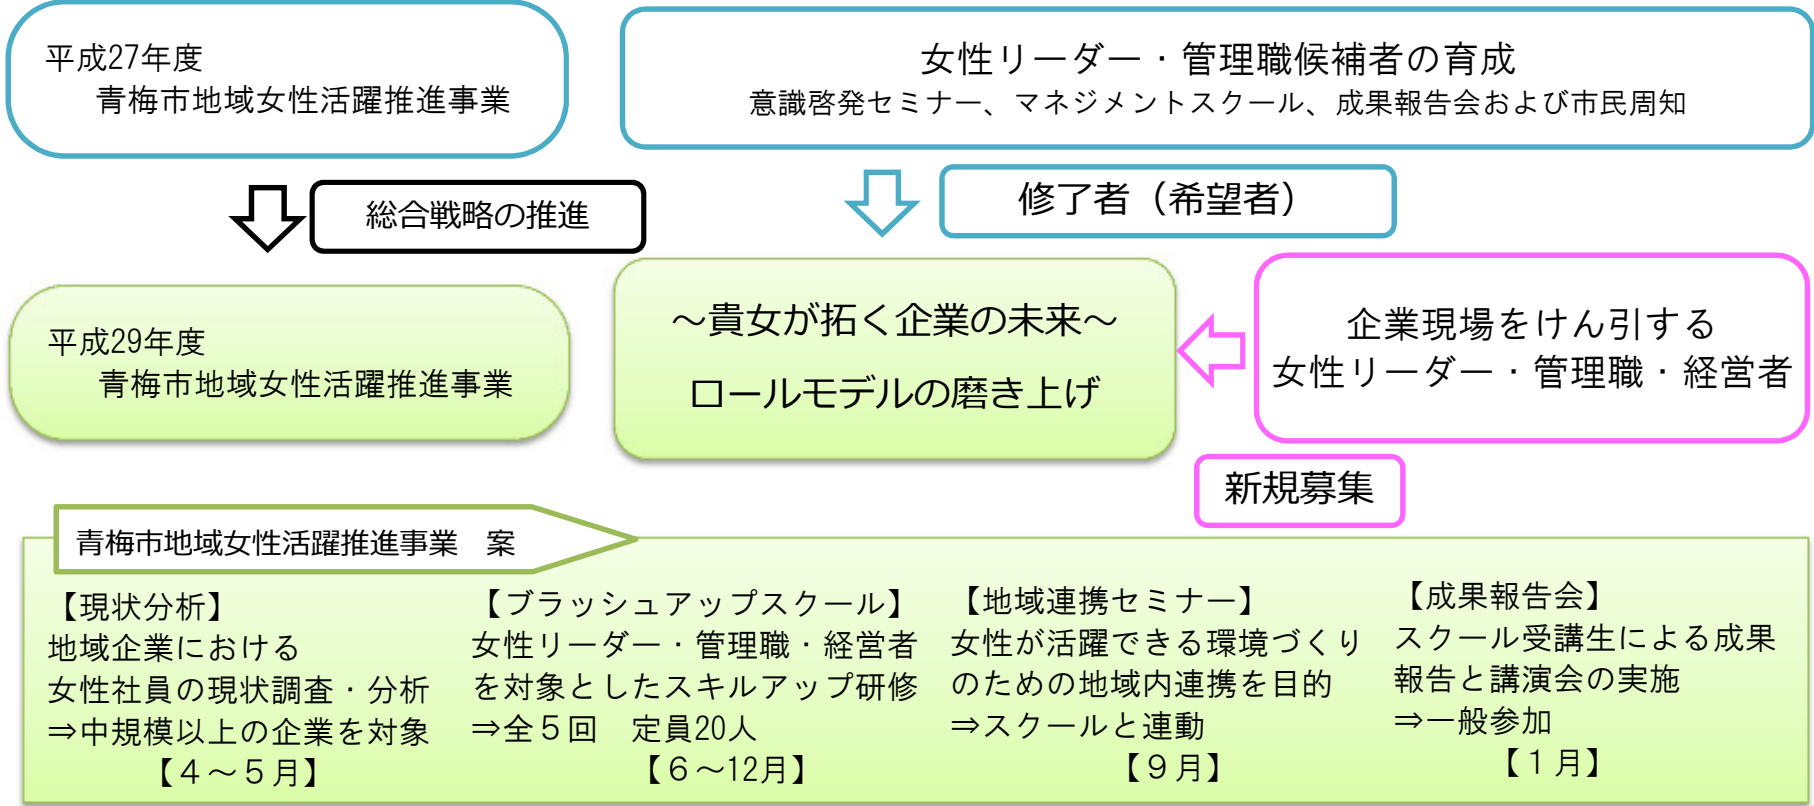 平成27年度
青梅市地域女性活躍推進事業
女性リーダー・管理職候補者の育成
意識啓発セミナー、マネジメントスクール、成果報告会および市民周知
総合戦略の推進
修了者（希望者）
平成29年度
青梅市地域女性活躍推進事業
～貴女が拓く企業の未来～
ロールモデルの磨き上げ
企業現場をけん引する
女性リーダー・管理職・経営者
新規募集
青梅市地域女性活躍推進事業　案
【現状分析】
地域企業における
女性社員の現状調査・分析
⇒中規模以上の企業を対象
【４～５月】
【ブラッシュアップスクール】
女性リーダー・管理職・経営者
を対象としたスキルアップ研修
⇒全５回　定員20人
【６～12月】
【地域連携セミナー】
女性が活躍できる環境づくり
のための地域内連携を目的
⇒スクールと連動
【９月】
【成果報告会】
スクール受講生による成果
報告と講演会の実施
⇒一般参加
【１月】